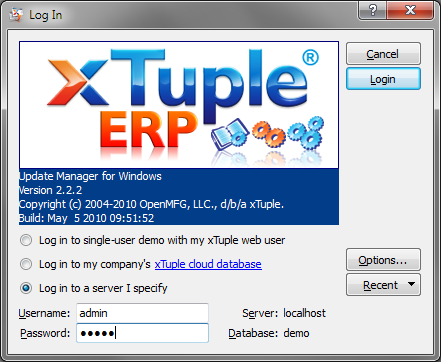 Log In
xTuple®
ERP
Cancel
Login
Update Manager for Windows
Version 2.2.2
Copyright (c) 2004-2010 OpenMFG, LLC., d/b/a xTuple.
Build: May 5 2010 09:51:52
Log in to single-user demo with my xTuple web user
Log in to my company's xTuple cloud database
Options...
Log in to a server I specify
Recent
Username: admin Server: localhost
Password: ●●●●● Database: demo